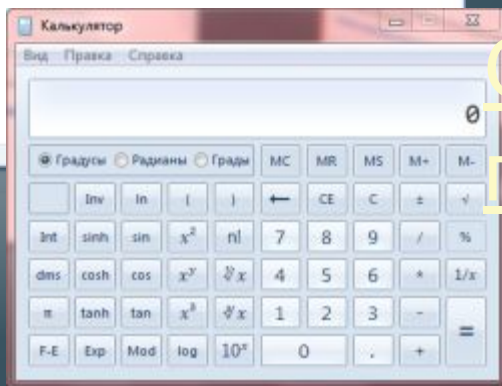 Калькулятор
Вид Правка Справка
0
Градусы Радианы Грады MC MR MS M+ M-
Inv ln ( ) ← CE C ± √
Int sinh sin x² n! 7 8 9 / %
dms cosh cos xʸ ʸ√x 4 5 6 * 1/x
π tanh tan x³ ³√x 1 2 3 - =
F-E Exp Mod log 10ˣ 0 , +